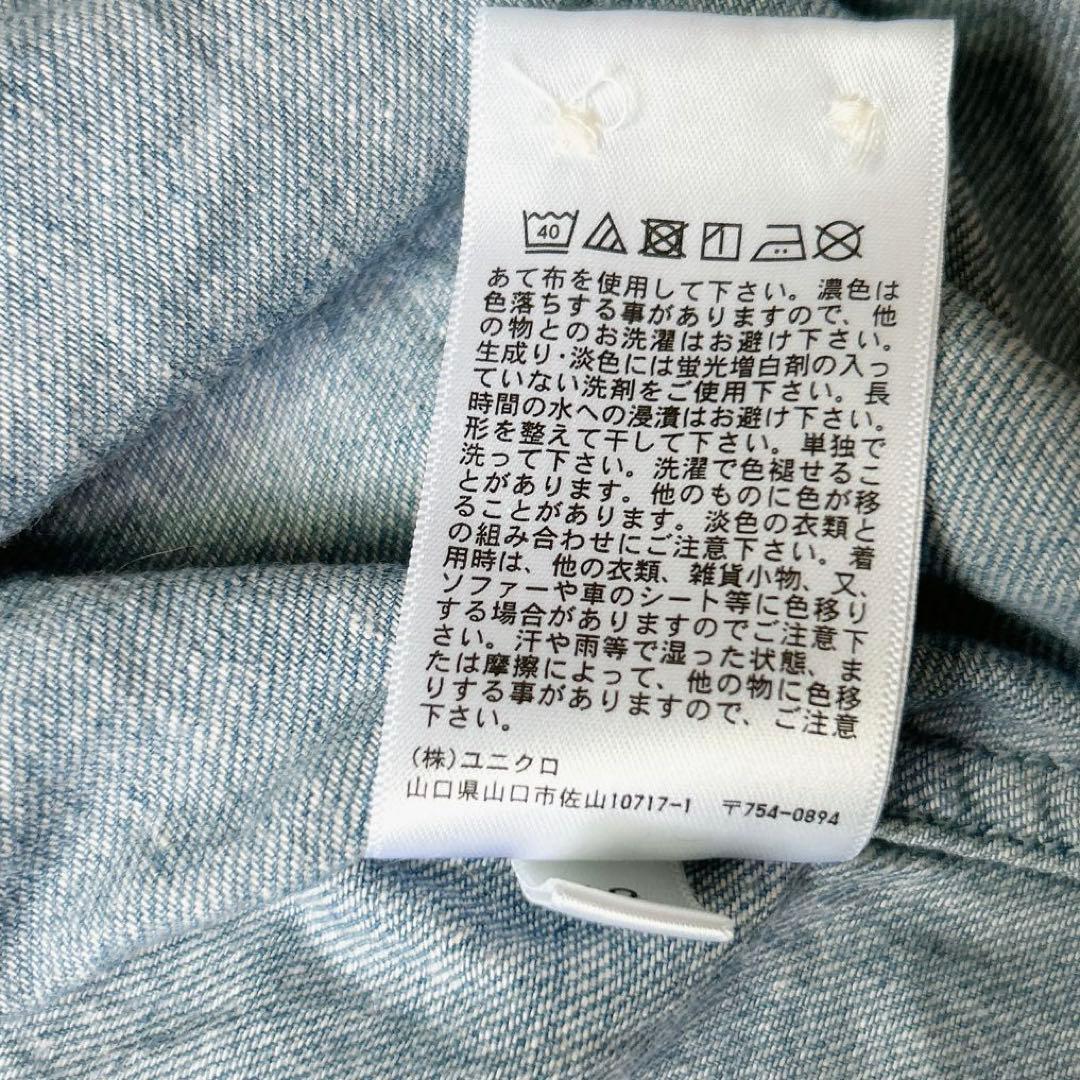 40
あて布を使用して下さい。濃色は
色落ちする事がありますので、他
の物とのお洗濯はお避け下さい。
生成り・淡色には蛍光増白剤の入っ
ていない洗剤をご使用下さい。長
時間の水への浸漬はお避け下さい。
形を整えて干して下さい。単独で
洗って下さい。洗濯で色褪せるこ
とがあります。他のものに色が移
ることがあります。淡色の衣類と
の組み合わせにご注意下さい。着
用時は、他の衣類、雑貨小物、又、
ソファーや車のシート等に色移り
する場合がありますのでご注意下
さい。汗や雨等で湿った状態、ま
たは摩擦によって、他の物に色移
りする事がありますので、ご注意
下さい。
(株)ユニクロ
山口県山口市佐山10717-1 〒754-0894